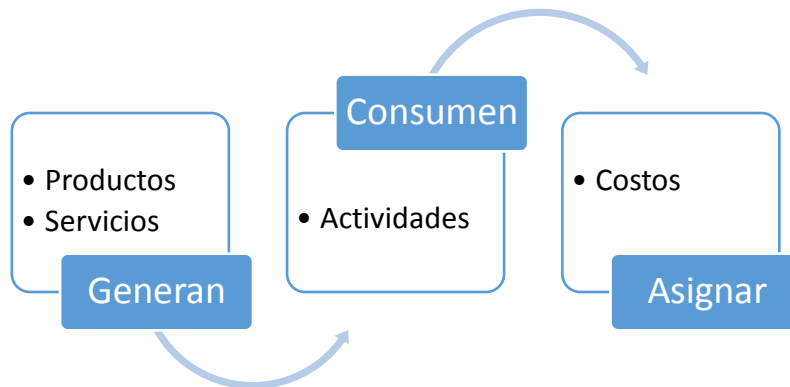 • Productos
• Servicios
Generan
Consumen
• Actividades
• Costos
Asignar